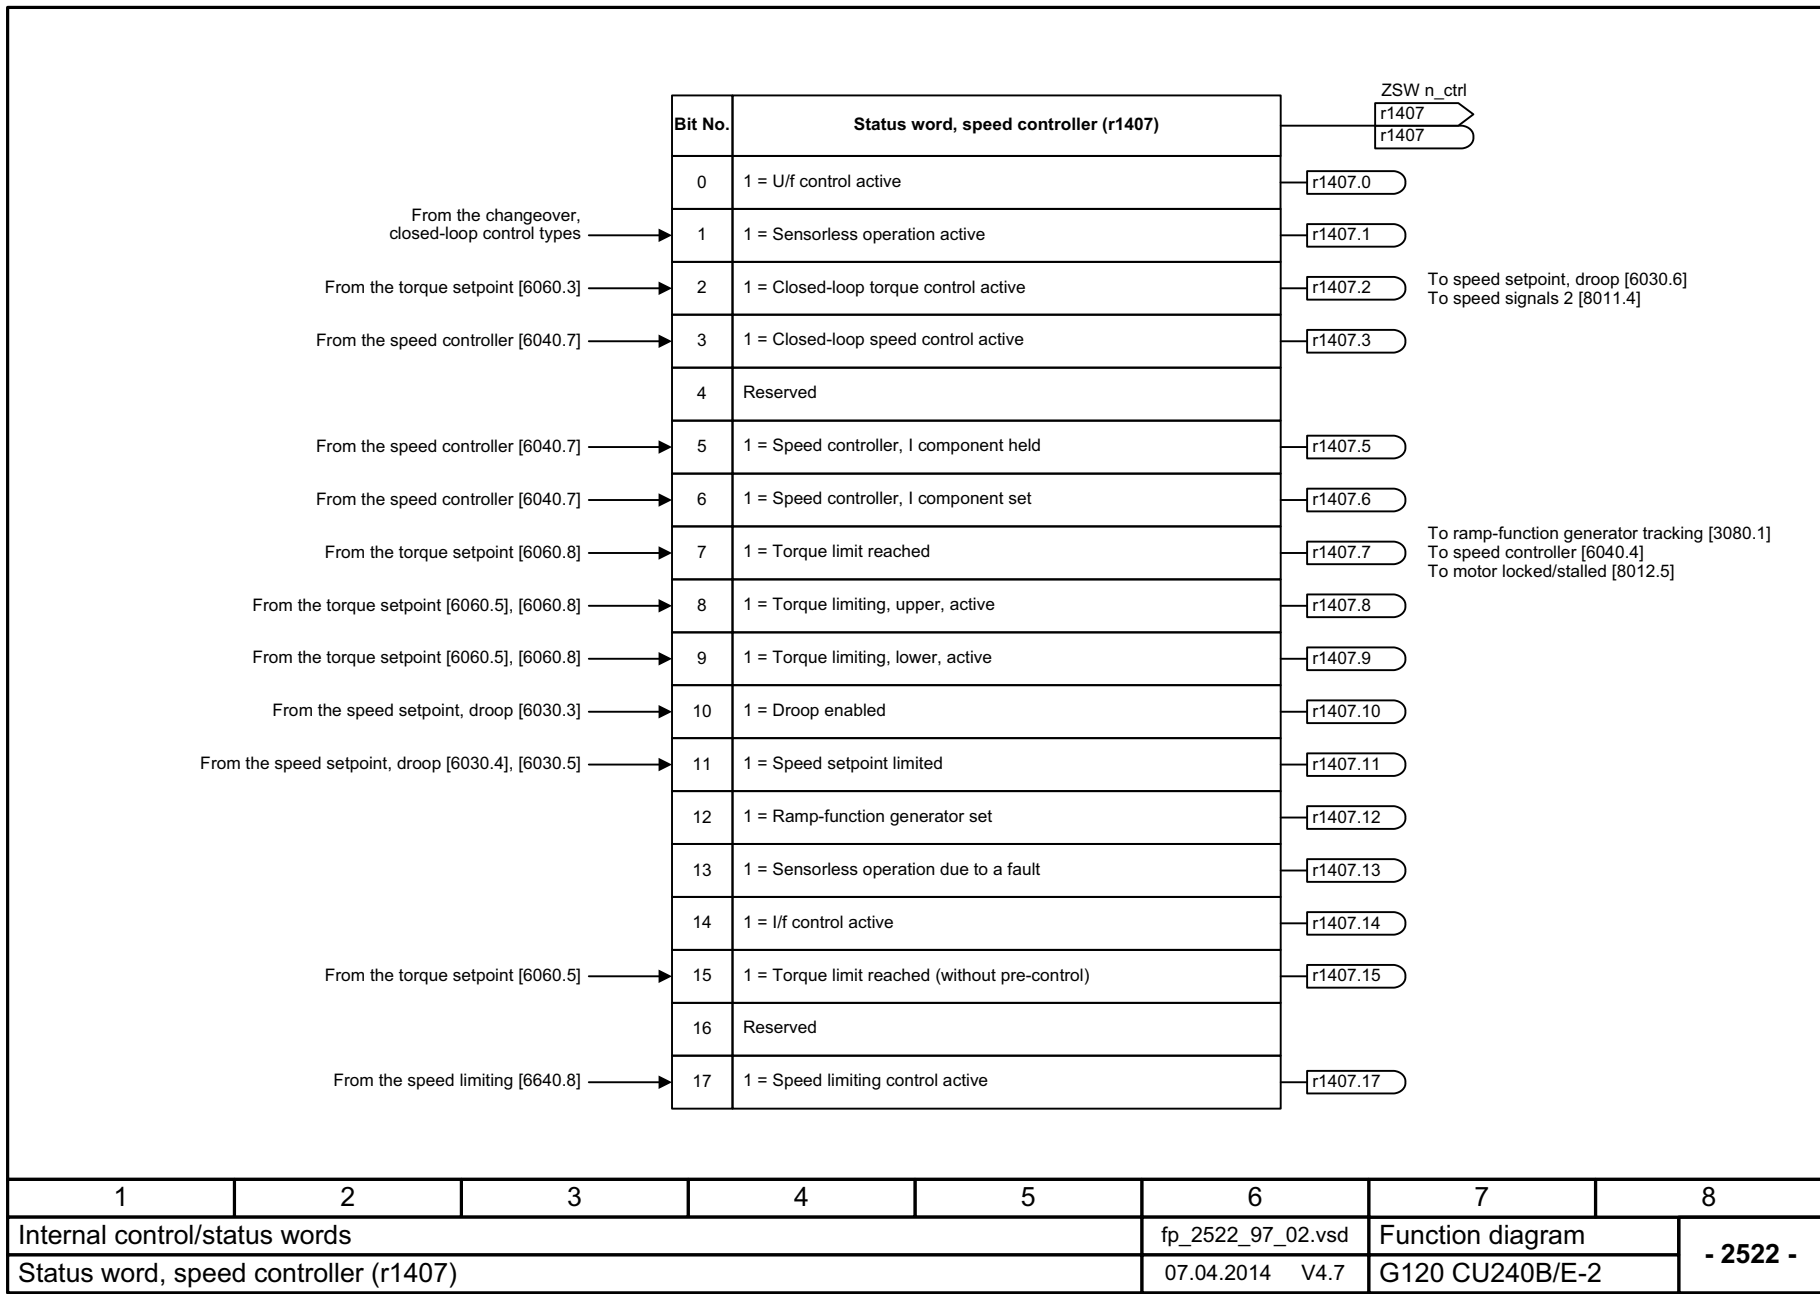 ZSW n_ctrl
Bit No. Status word, speed controller (r1407) r1407
r1407
0 1 = U/f control active r1407.0
From the changeover,
closed-loop control types 1 1 = Sensorless operation active r1407.1
From the torque setpoint [6060.3] 2 1 = Closed-loop torque control active r1407.2 To speed setpoint, droop [6030.6]
To speed signals 2 [8011.4]
From the speed controller [6040.7] 3 1 = Closed-loop speed control active r1407.3
4 Reserved
From the speed controller [6040.7] 5 1 = Speed controller, I component held r1407.5
From the speed controller [6040.7] 6 1 = Speed controller, I component set r1407.6
To ramp-function generator tracking [3080.1]
From the torque setpoint [6060.8] 7 1 = Torque limit reached r1407.7 To speed controller [6040.4]
To motor locked/stalled [8012.5]
From the torque setpoint [6060.5], [6060.8] 8 1 = Torque limiting, upper, active r1407.8
From the torque setpoint [6060.5], [6060.8] 9 1 = Torque limiting, lower, active r1407.9
From the speed setpoint, droop [6030.3] 10 1 = Droop enabled r1407.10
From the speed setpoint, droop [6030.4], [6030.5] 11 1 = Speed setpoint limited r1407.11
12 1 = Ramp-function generator set r1407.12
13 1 = Sensorless operation due to a fault r1407.13
14 1 = I/f control active r1407.14
From the torque setpoint [6060.5] 15 1 = Torque limit reached (without pre-control) r1407.15
16 Reserved
From the speed limiting [6640.8] 17 1 = Speed limiting control active r1407.17
1 2 3 4 5 6 7 8
Internal control/status words fp_2522_97_02.vsd Function diagram - 2522 -
Status word, speed controller (r1407) 07.04.2014 V4.7 G120 CU240B/E-2